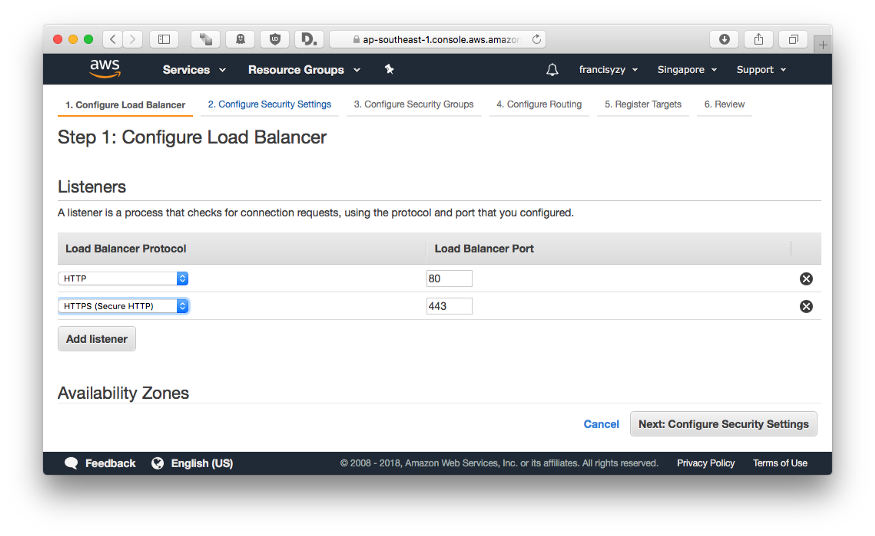 ap-southeast-1.console.aws.amazon
aws Services Resource Groups francisyzy Singapore Support
1. Configure Load Balancer 2. Configure Security Settings 3. Configure Security Groups 4. Configure Routing 5. Register Targets 6. Review
Step 1: Configure Load Balancer
Listeners
A listener is a process that checks for connection requests, using the protocol and port that you configured.
Load Balancer Protocol Load Balancer Port
HTTP 80
HTTPS (Secure HTTP) 443
Add listener
Availability Zones
Cancel Next: Configure Security Settings
Feedback English (US) © 2008 - 2018, Amazon Web Services, Inc. or its affiliates. All rights reserved. Privacy Policy Terms of Use